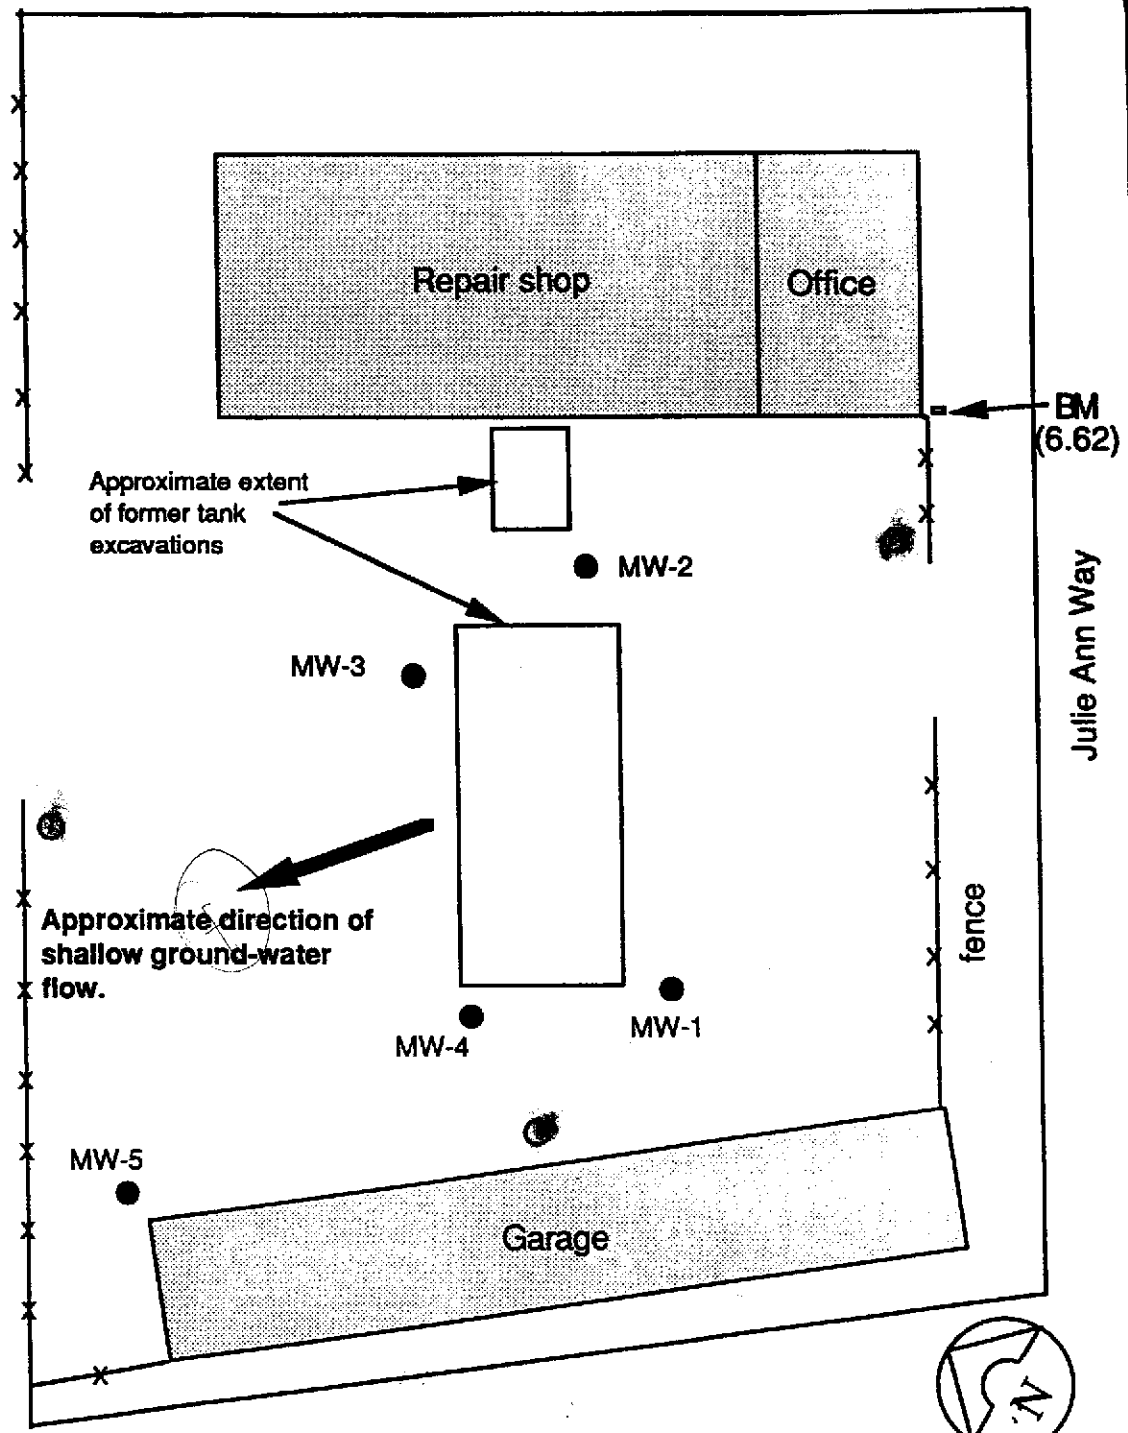 Repair shop
Office
BM
(6.62)
Approximate extent
of former tank
excavations
MW-2
MW-3
Julie Ann Way
Approximate direction of
shallow ground-water
flow.
fence
MW-4
MW-1
MW-5
Garage
N